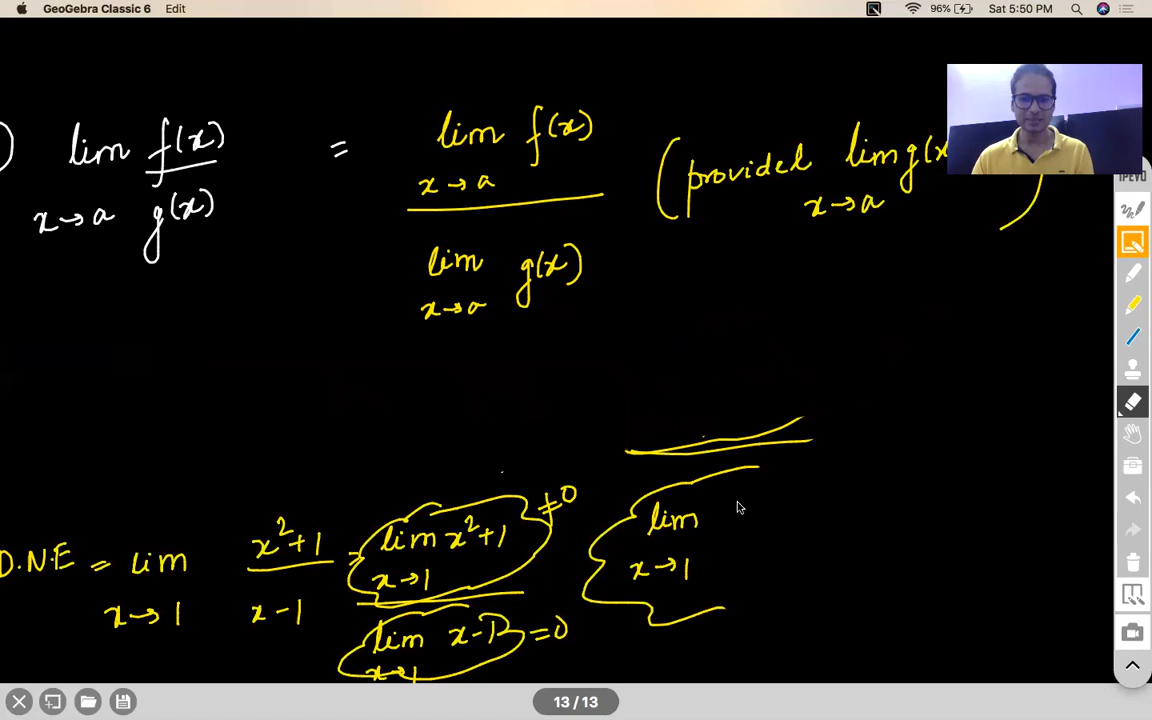 GeoGebra Classic 6 Edit 96% Sat 5:50 PM
) lim f(x) = lim f(x) (provided lim g(x
x→a g(x) x→a x→a )
lim g(x)
x→a
D.N.E = lim x²+1 = lim x²+1 ≠0 lim
x→1 x-1 x→1 x→1
lim x-1 =0
x→1
13 / 13